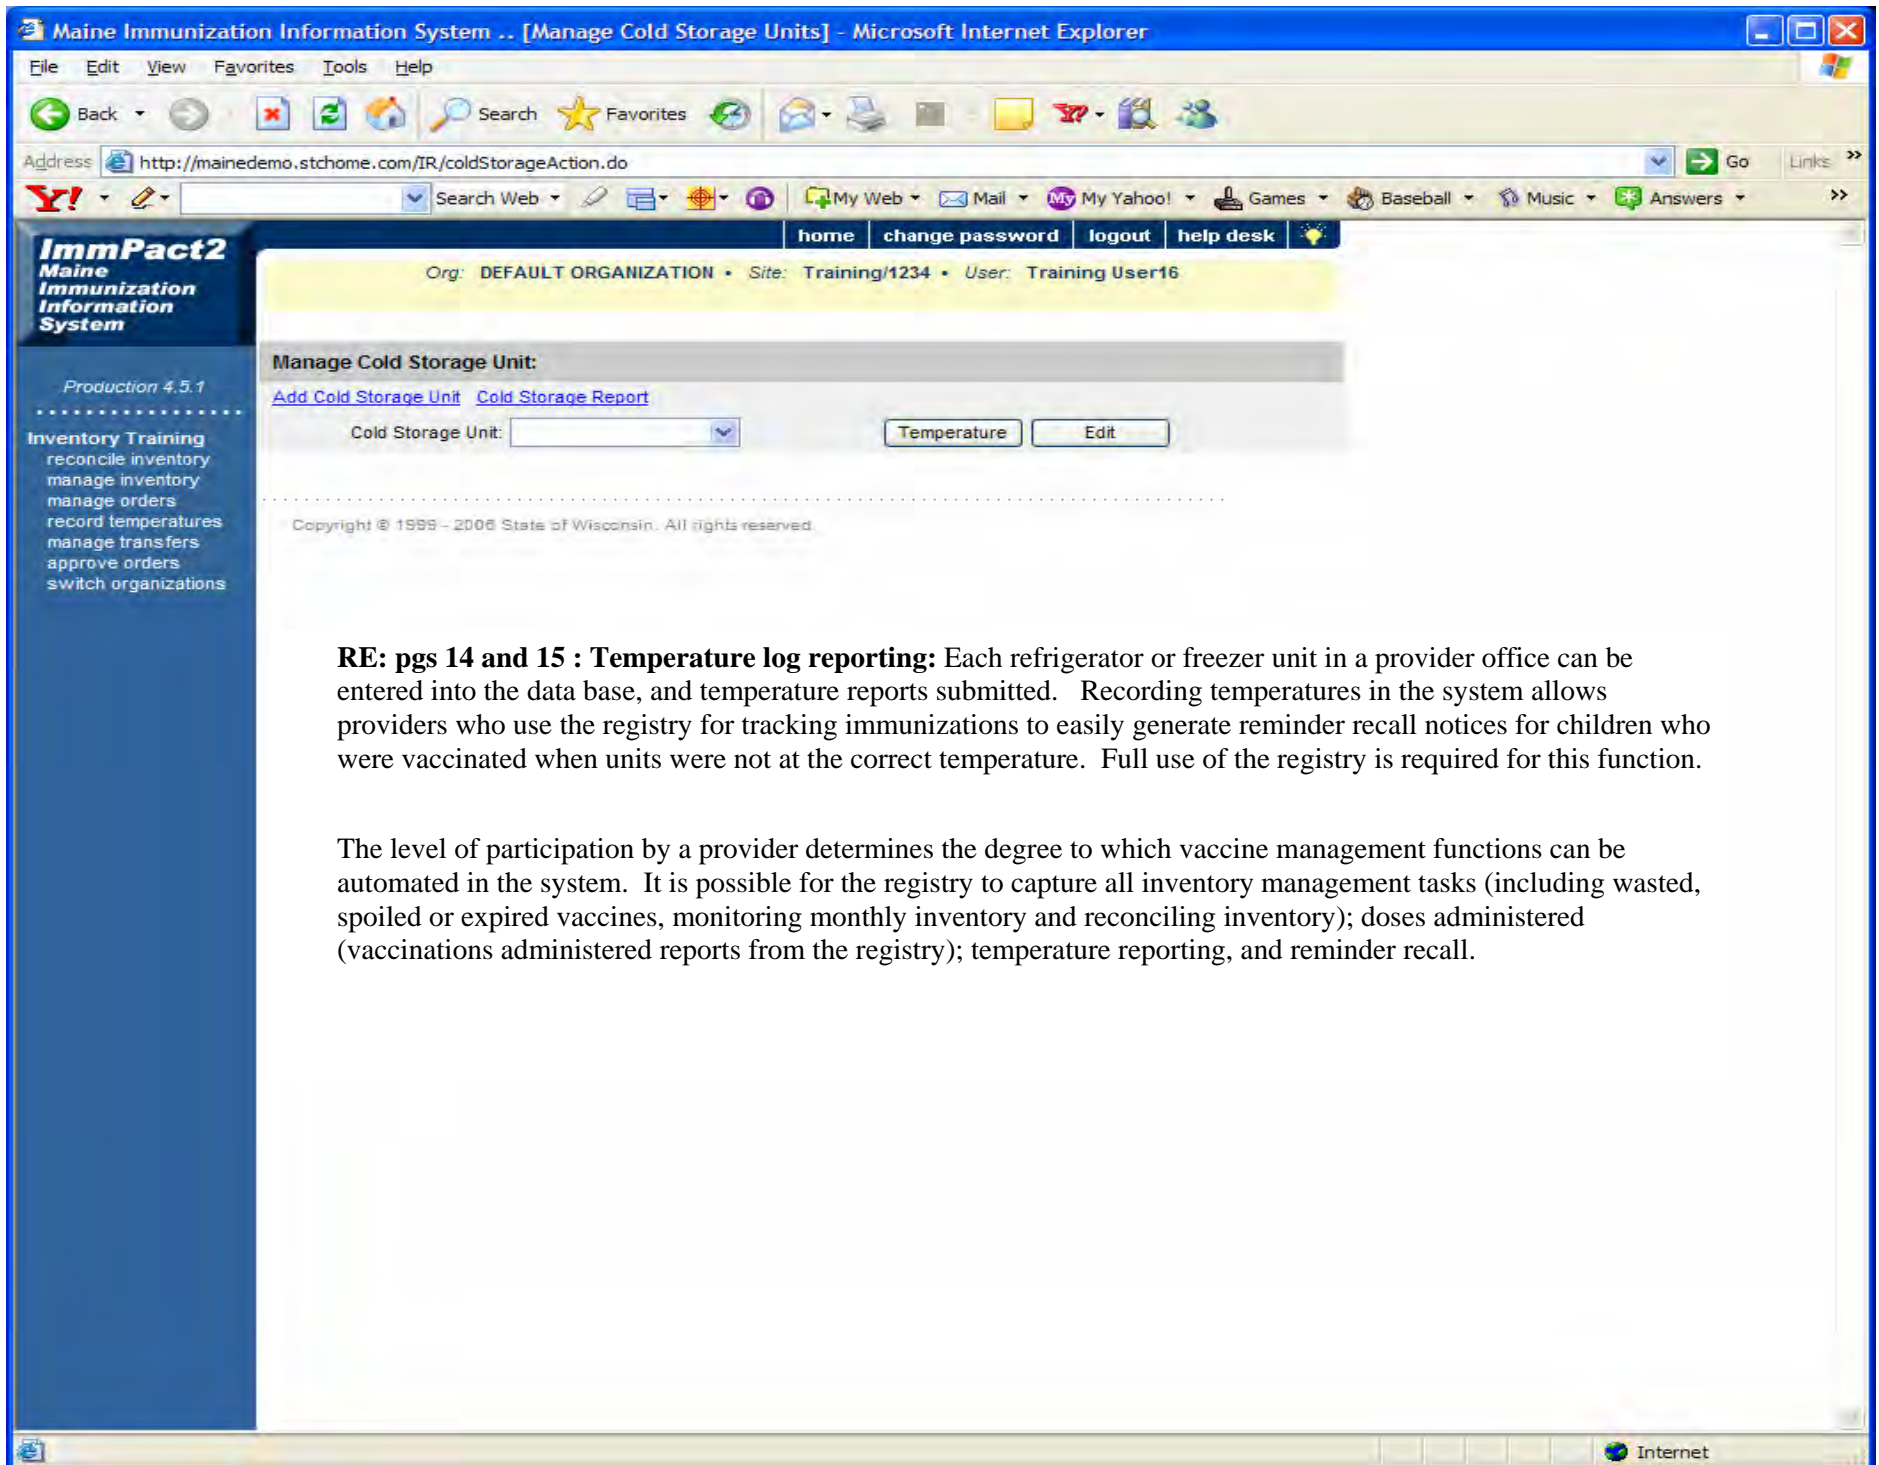 Maine Immunization Information System .. [Manage Cold Storage Units] - Microsoft Internet Explorer
File Edit View Favorites Tools Help
Back Search Favorites
Address http://mainedemo.stchome.com/IR/coldStorageAction.do Go Links »
Y! Search Web My Web Mail My My Yahoo! Games Baseball Music Answers »
home change password logout help desk
ImmPact2
Maine
Immunization
Information
System
Org: DEFAULT ORGANIZATION • Site: Training/1234 • User: Training User16
Production 4.5.1
Inventory Training
reconcile inventory
manage inventory
manage orders
record temperatures
manage transfers
approve orders
switch organizations
Manage Cold Storage Unit:
Add Cold Storage Unit Cold Storage Report
Cold Storage Unit: Temperature Edit
Copyright © 1999 - 2006 State of Wisconsin. All rights reserved.
RE: pgs 14 and 15 : Temperature log reporting: Each refrigerator or freezer unit in a provider office can be
entered into the data base, and temperature reports submitted. Recording temperatures in the system allows
providers who use the registry for tracking immunizations to easily generate reminder recall notices for children who
were vaccinated when units were not at the correct temperature. Full use of the registry is required for this function.
The level of participation by a provider determines the degree to which vaccine management functions can be
automated in the system. It is possible for the registry to capture all inventory management tasks (including wasted,
spoiled or expired vaccines, monitoring monthly inventory and reconciling inventory); doses administered
(vaccinations administered reports from the registry); temperature reporting, and reminder recall.
Internet